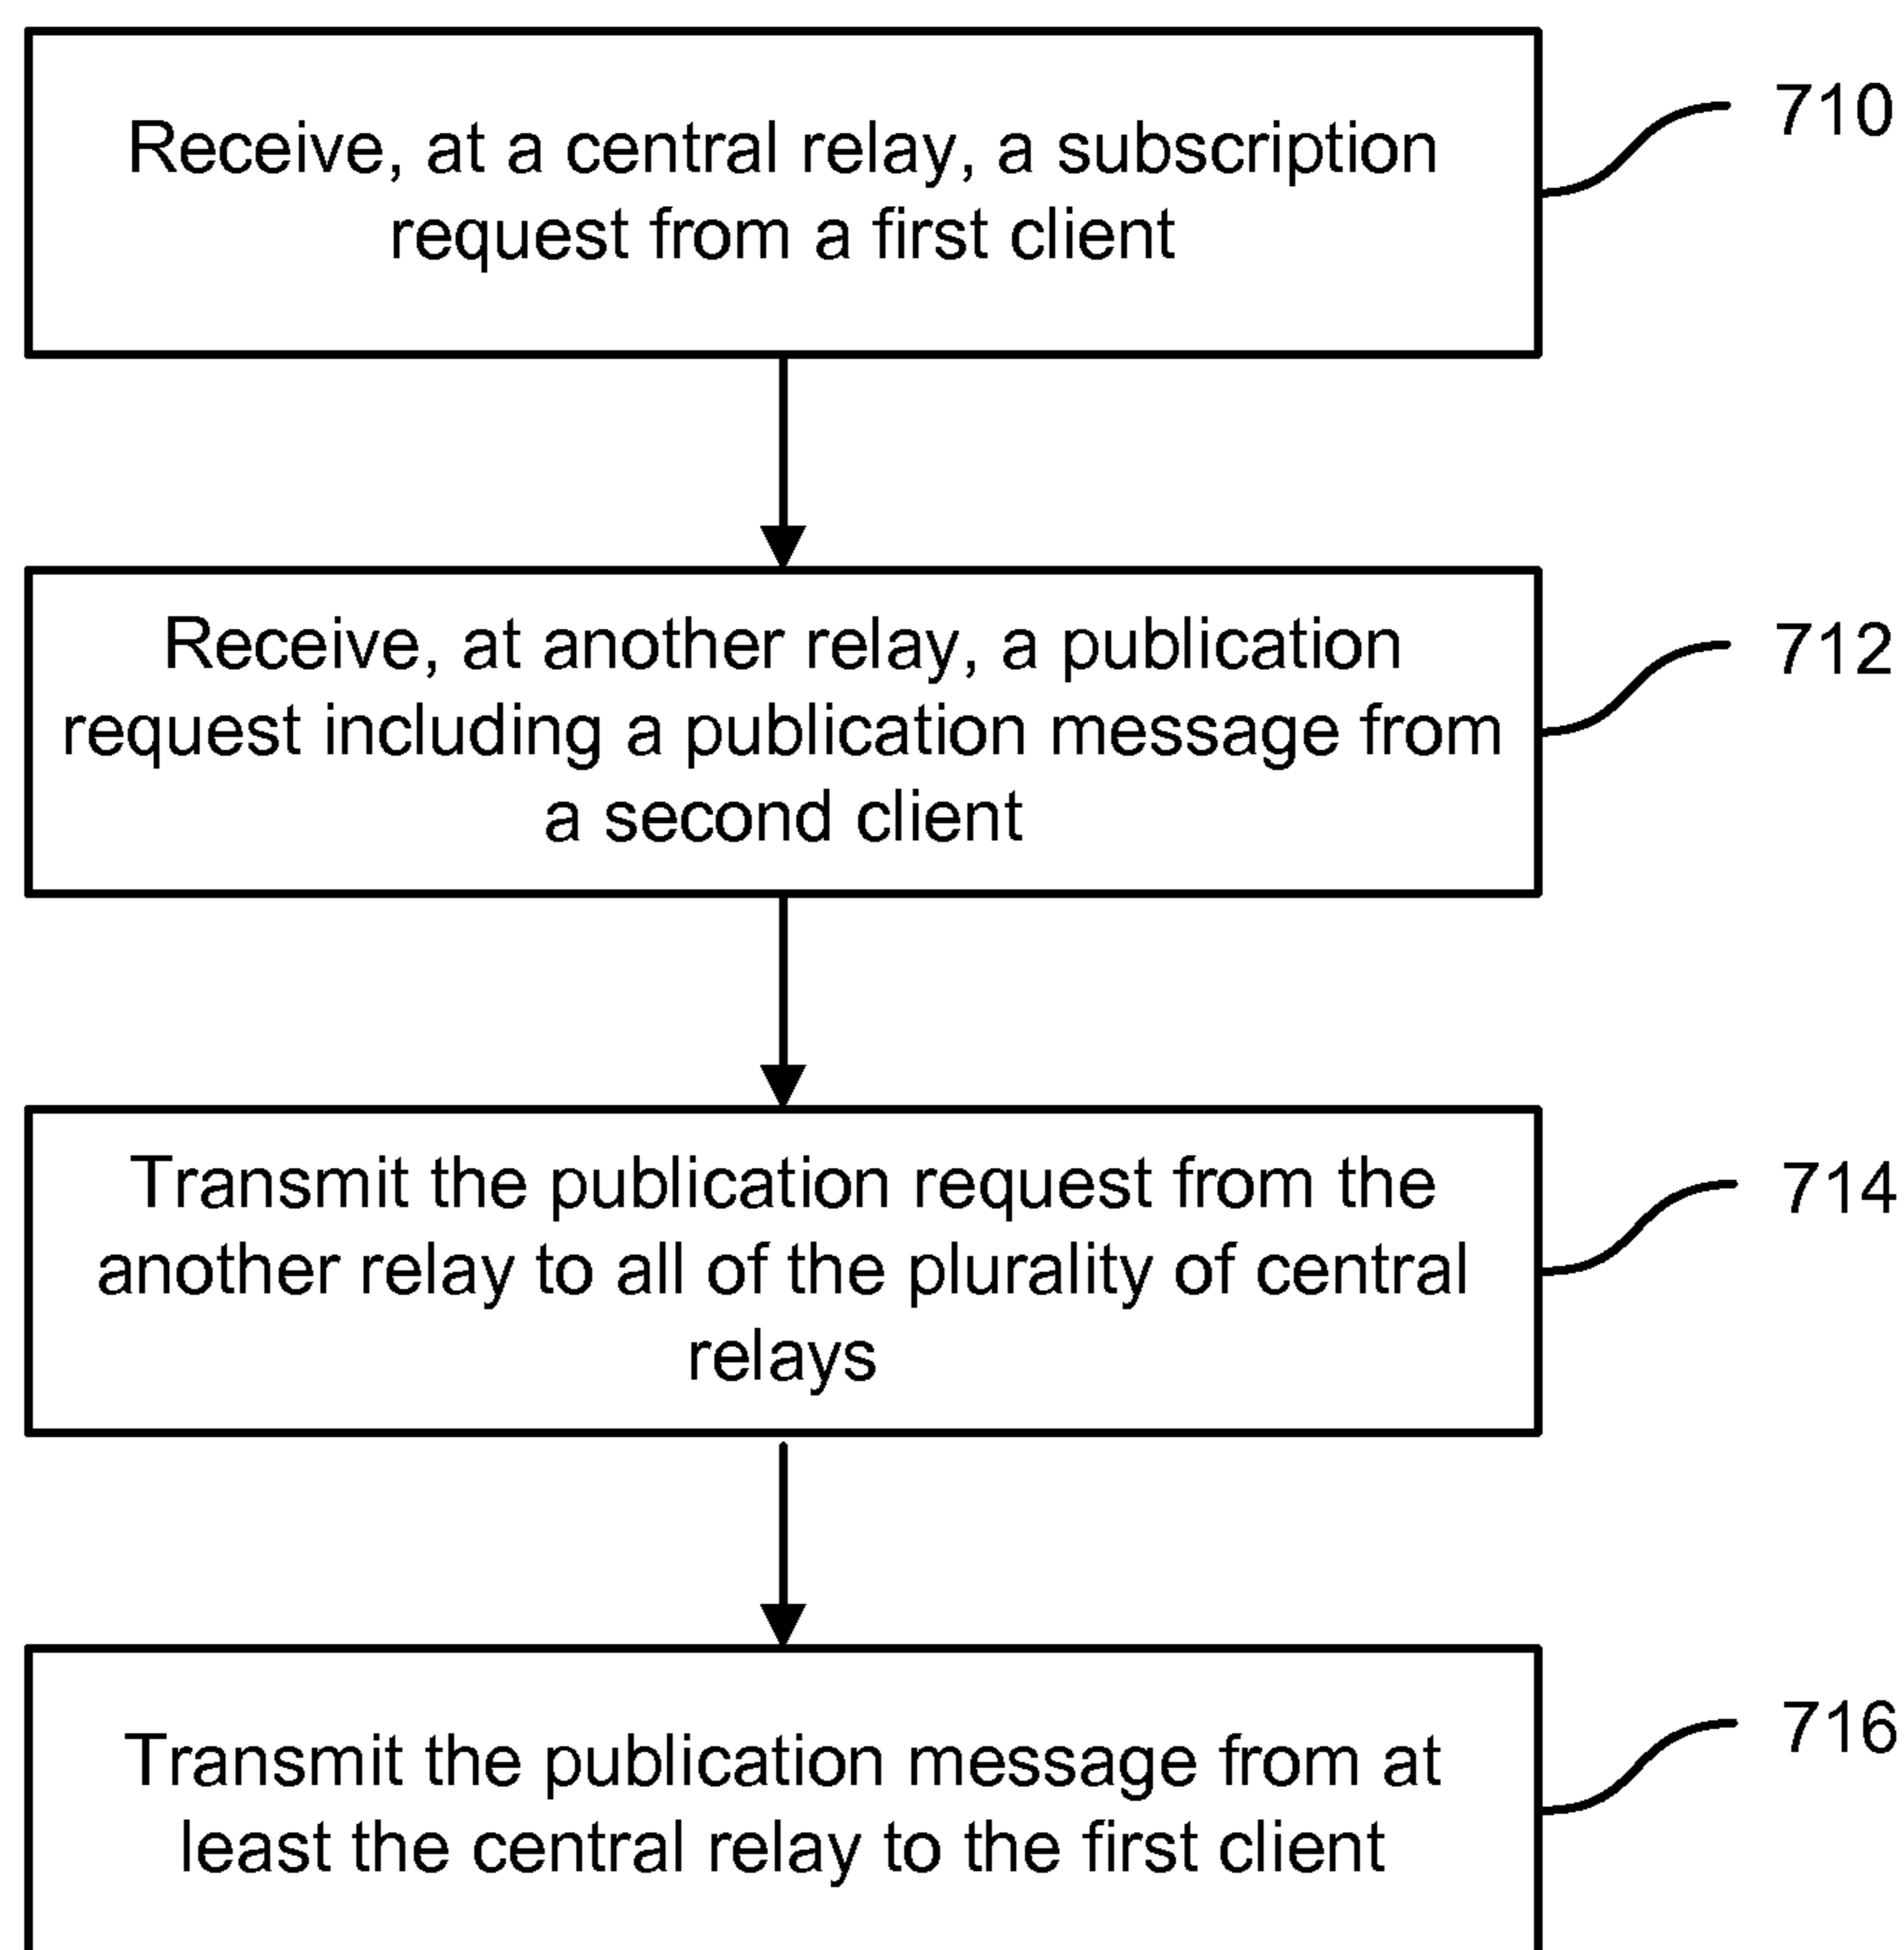 Receive, at a central relay, a subscription
request from a first client
710
Receive, at another relay, a publication
request including a publication message from
a second client
712
Transmit the publication request from the
another relay to all of the plurality of central
relays
714
Transmit the publication message from at
least the central relay to the first client
716